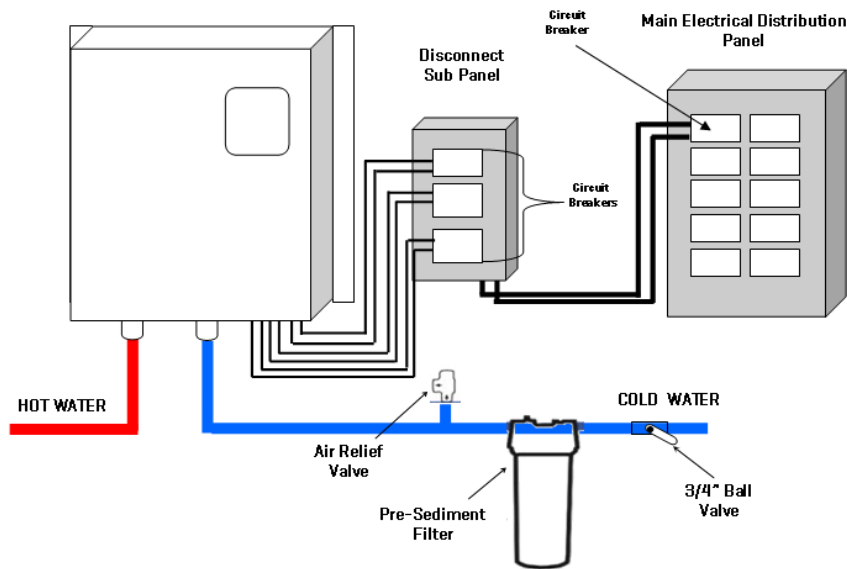 Circuit
Breaker
Main Electrical Distribution
Panel
Disconnect
Sub Panel
Circuit
Breakers
HOT WATER
COLD WATER
Air Relief
Valve
3/4" Ball
Valve
Pre-Sediment
Filter